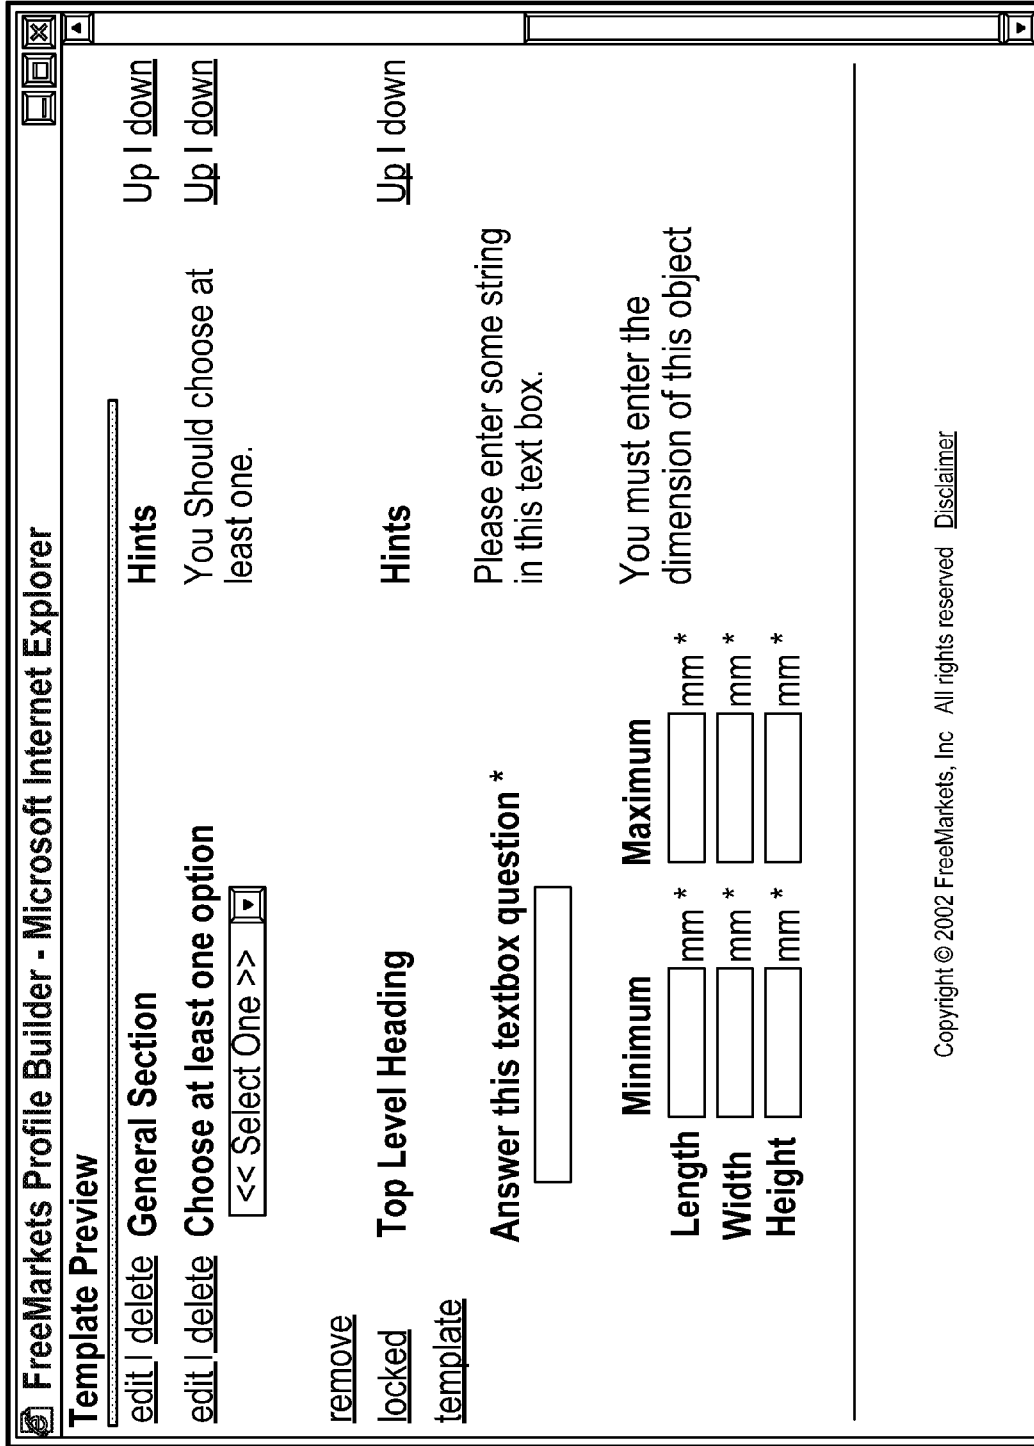 FreeMarkets Profile Builder - Microsoft Internet Explorer
Template Preview
edit | delete General Section Hints Up | down
edit | delete Choose at least one option You Should choose at Up | down
<< Select One >> least one.
remove
locked Top Level Heading Hints Up | down
template
Please enter some string
Answer this textbox question * in this text box.
Minimum Maximum You must enter the
Length mm * mm * dimension of this object
Width mm * mm *
Height mm * mm *
Copyright © 2002 FreeMarkets, Inc All rights reserved Disclaimer